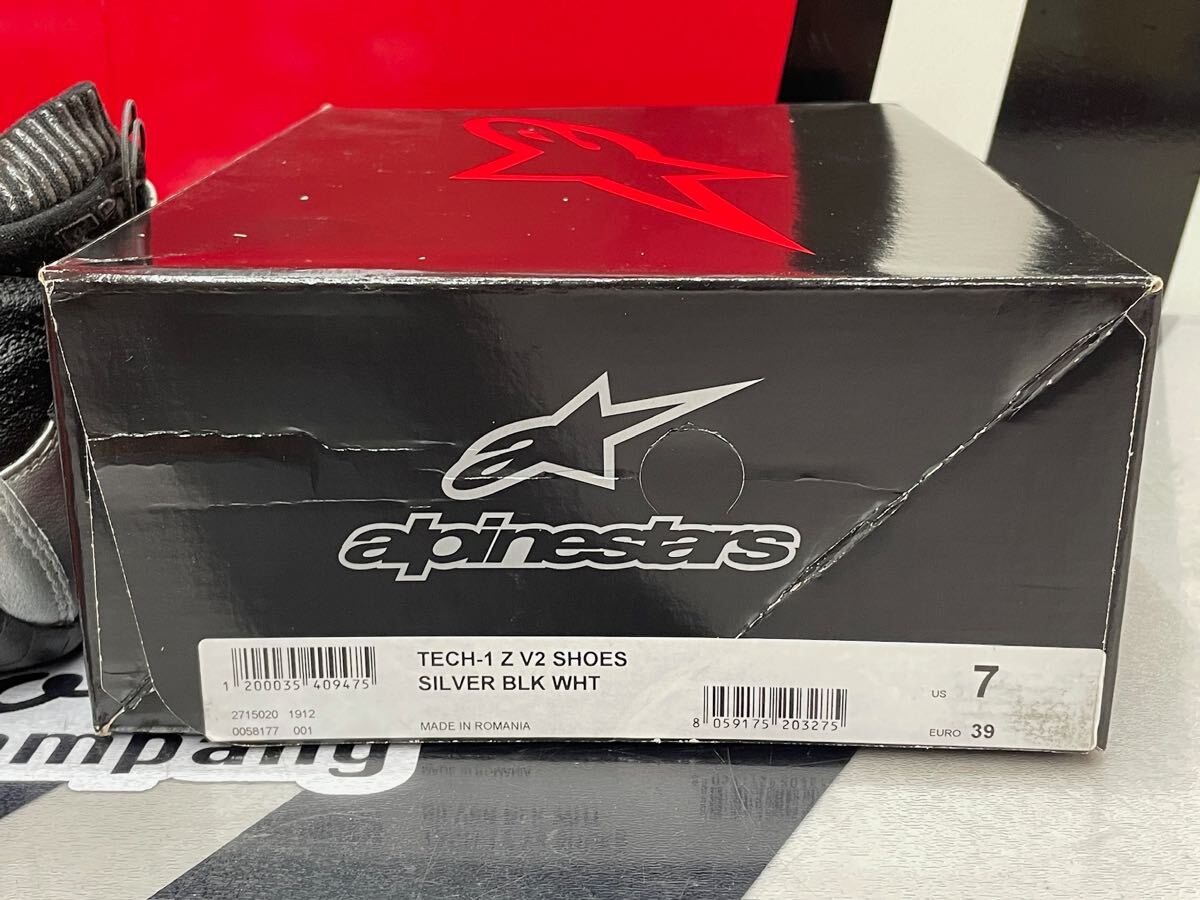 alpinestars
TECH-1 Z V2 SHOES
SILVER BLK WHT
1 200035 409475
2715020 1912
0058177 001
MADE IN ROMANIA
8 059175 203275
US 7
EURO 39
ompany